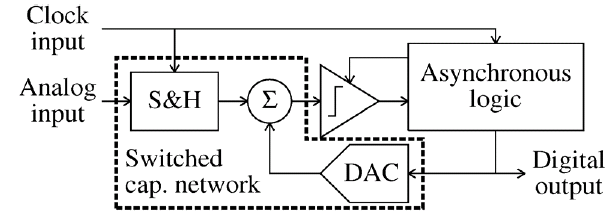 Clock
input
Analog
input
S&H
Σ
Asynchronous
logic
Switched
cap. network
DAC
Digital
output